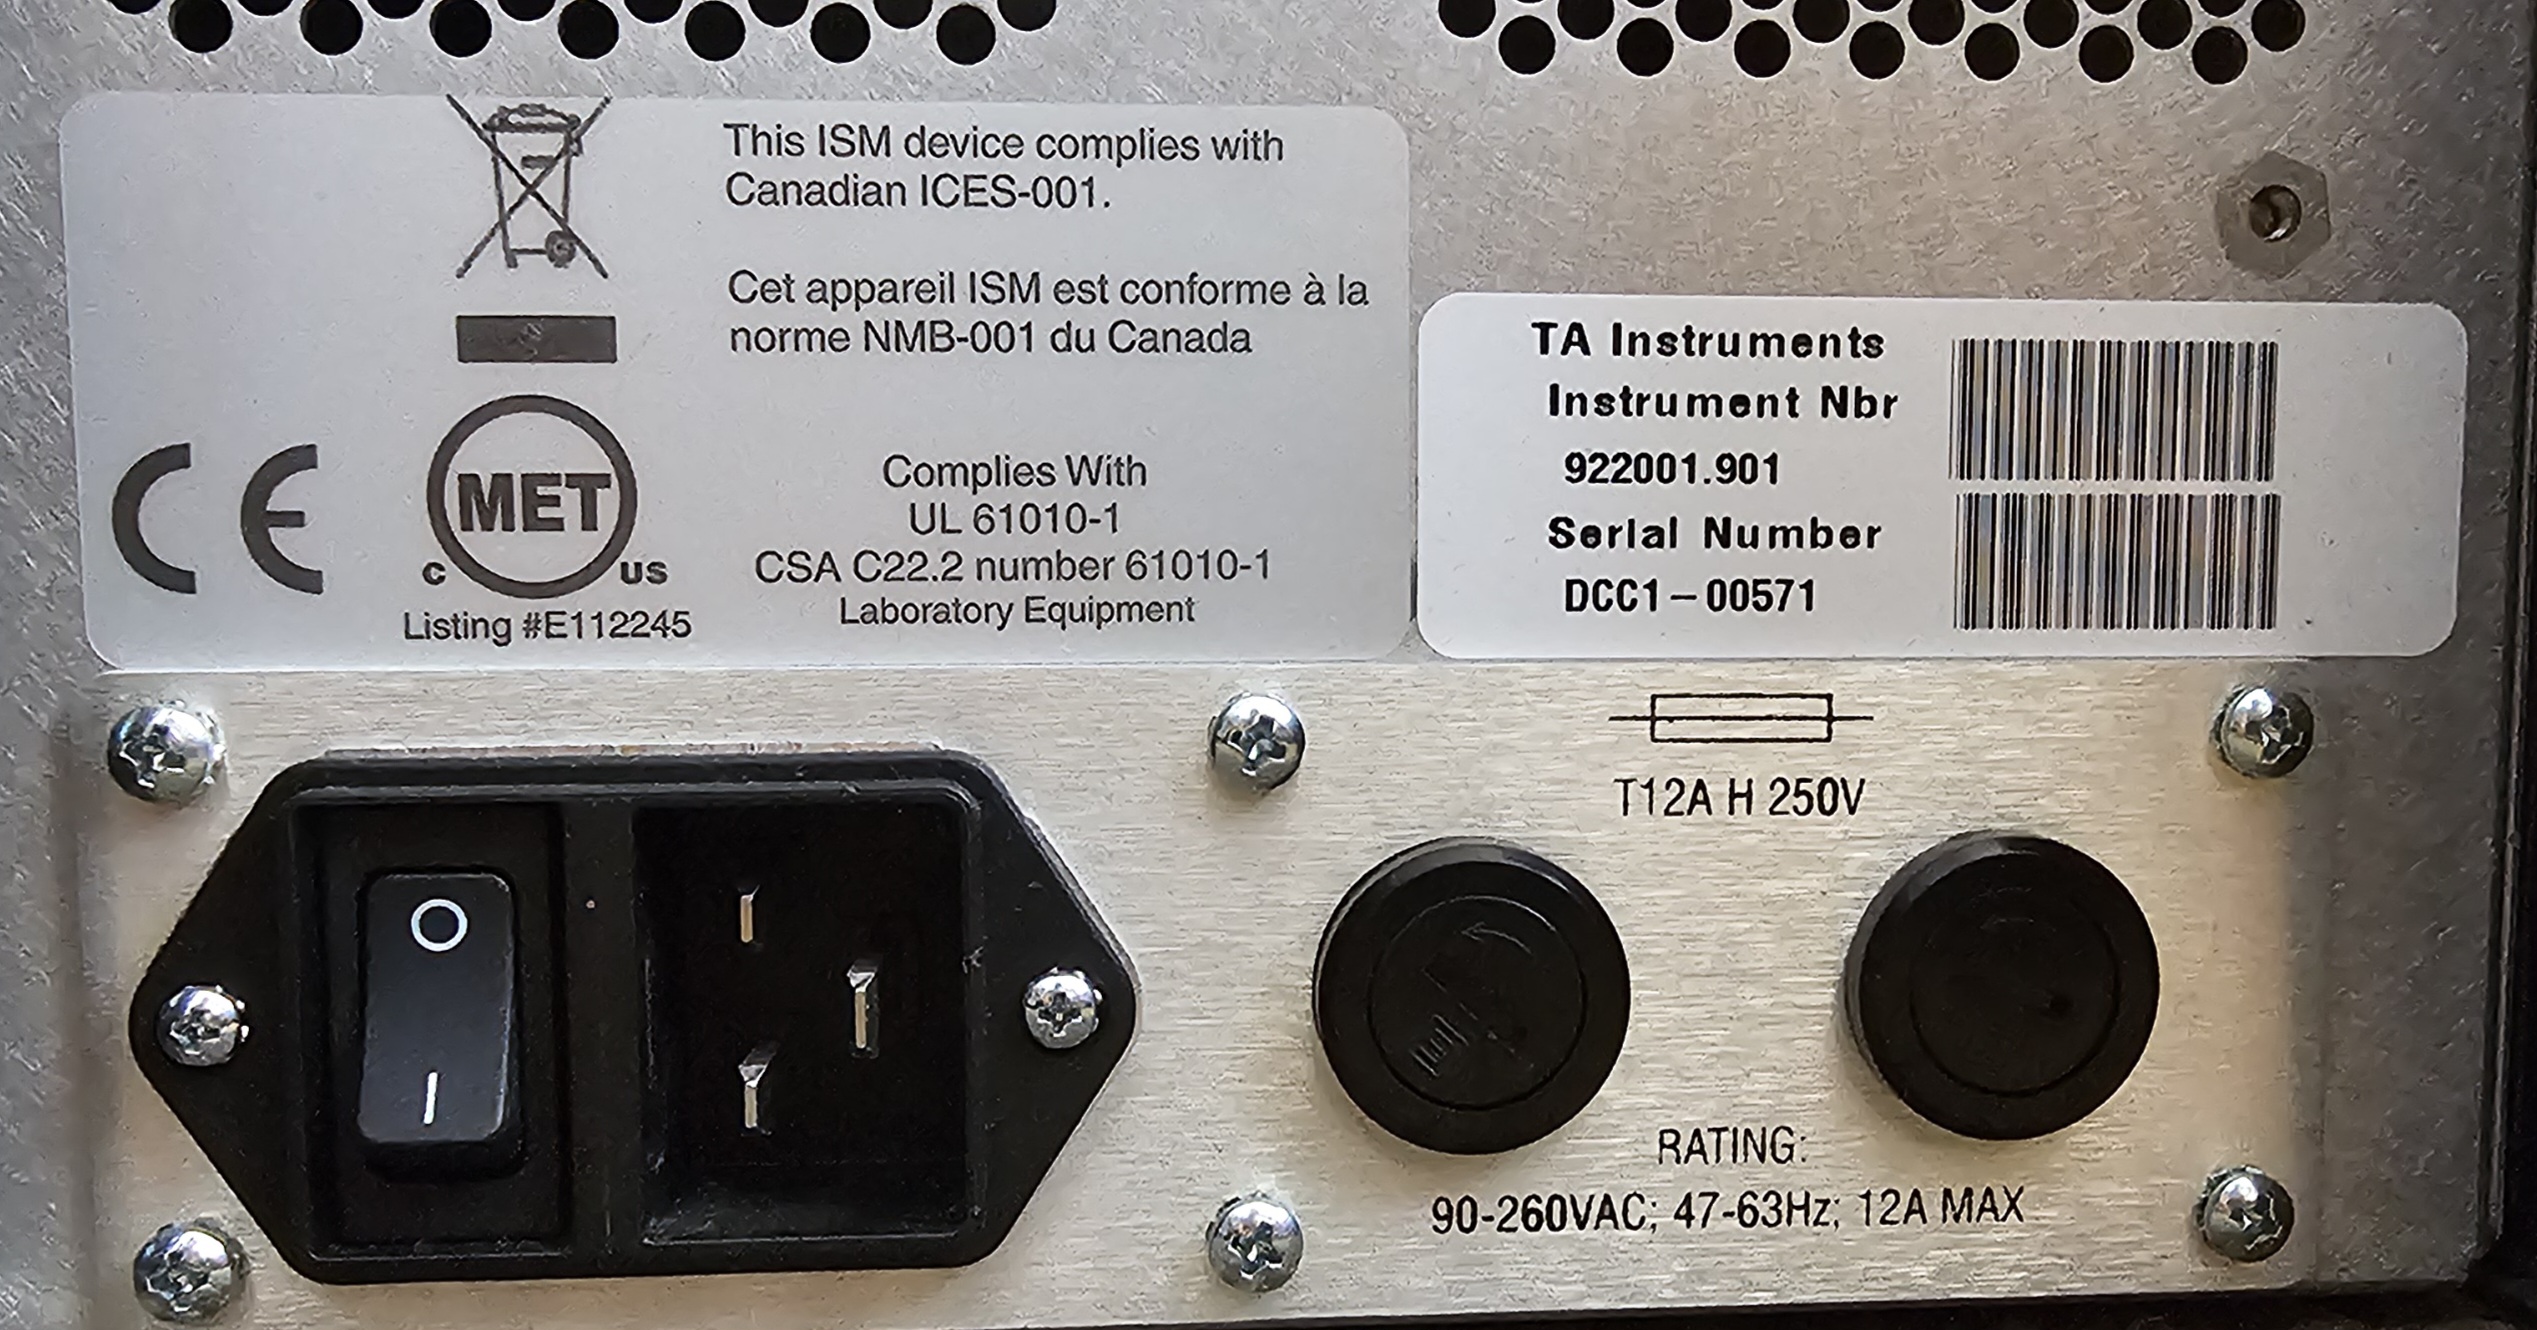 This ISM device complies with
Canadian ICES-001.
Cet appareil ISM est conforme à la
norme NMB-001 du Canada
CE
MET
C US
Listing #E112245
Complies With
UL 61010-1
CSA C22.2 number 61010-1
Laboratory Equipment
TA Instruments
Instrument Nbr
922001.901
Serial Number
DCC1-00571
T12A H 250V
O
I
RATING:
90-260VAC; 47-63Hz; 12A MAX